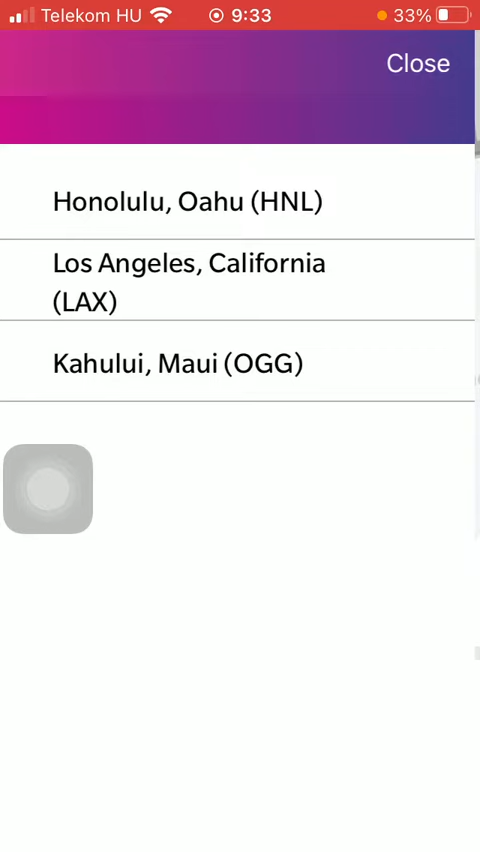 Telekom HU 9:33 33%
Close
Honolulu, Oahu (HNL)
Los Angeles, California
(LAX)
Kahului, Maui (OGG)